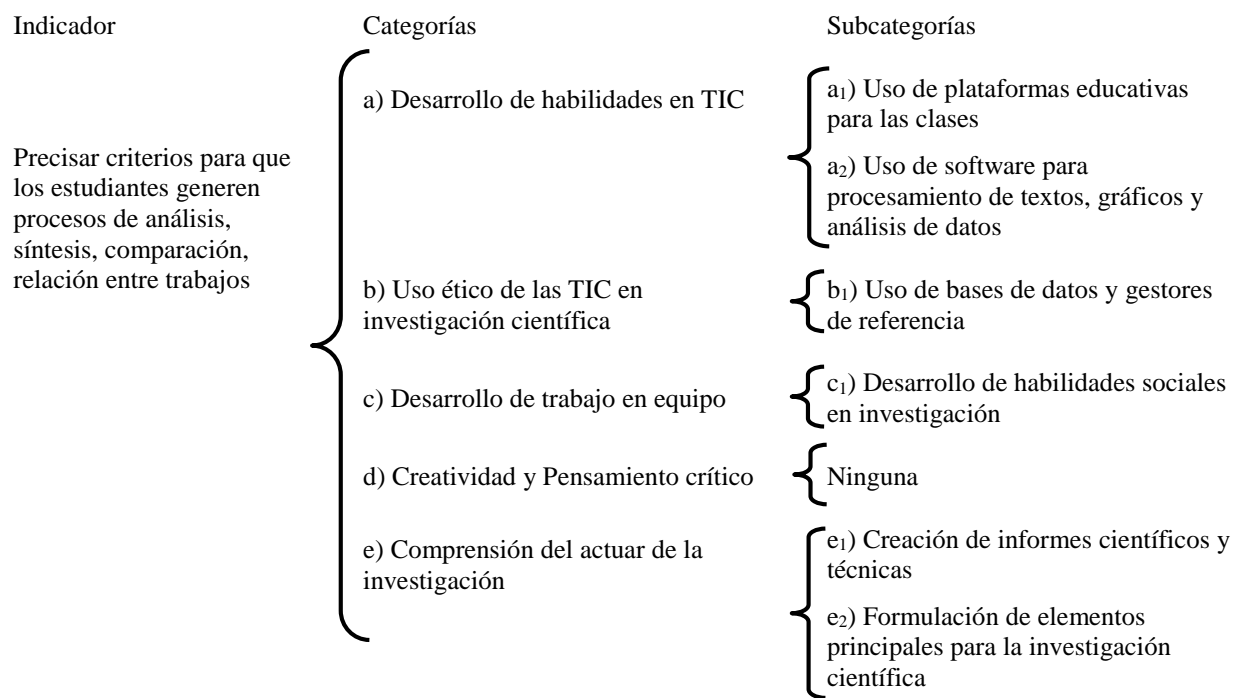 Indicador
Categorías
Subcategorías
Precisar criterios para que
los estudiantes generen
procesos de análisis,
síntesis, comparación,
relación entre trabajos
a) Desarrollo de habilidades en TIC
a₁) Uso de plataformas educativas
para las clases
a₂) Uso de software para
procesamiento de textos, gráficos y
análisis de datos
b) Uso ético de las TIC en
investigación científica
b₁) Uso de bases de datos y gestores
de referencia
c) Desarrollo de trabajo en equipo
c₁) Desarrollo de habilidades sociales
en investigación
d) Creatividad y Pensamiento crítico
Ninguna
e) Comprensión del actuar de la
investigación
e₁) Creación de informes científicos y
técnicas
e₂) Formulación de elementos
principales para la investigación
científica